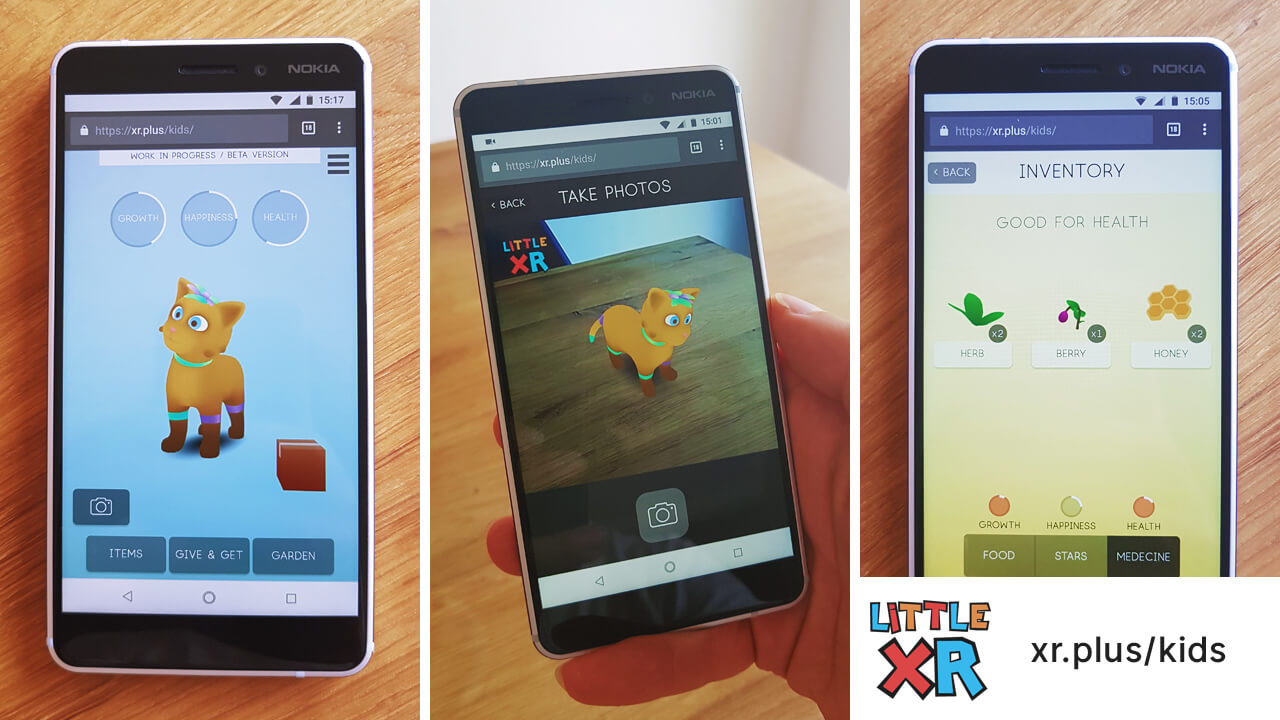 NOKIA
15:17
https://xr.plus/kids/
18
WORK IN PROGRESS / BETA VERSION
GROWTH
HAPPINESS
HEALTH
ITEMS
GIVE & GET
GARDEN
NOKIA
15:01
https://xr.plus/kids/
18
< BACK
TAKE PHOTOS
LiTTLE
XR
NOKIA
15:05
https://xr.plus/kids/
18
< BACK
INVENTORY
GOOD FOR HEALTH
x2
x1
x2
HERB
BERRY
HONEY
GROWTH
HAPPINESS
HEALTH
FOOD
STARS
MEDECINE
LiTTLE
XR
xr.plus/kids